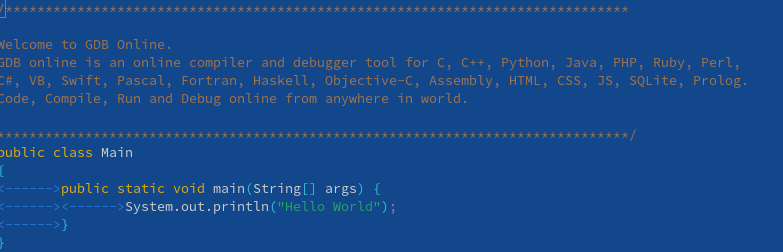 /******************************************************************************
Welcome to GDB Online.
GDB online is an online compiler and debugger tool for C, C++, Python, Java, PHP, Ruby, Perl,
C#, VB, Swift, Pascal, Fortran, Haskell, Objective-C, Assembly, HTML, CSS, JS, SQLite, Prolog.
Code, Compile, Run and Debug online from anywhere in world.
*******************************************************************************/
public class Main
{
<------>public static void main(String[] args) {
<------><------>System.out.println("Hello World");
<------>}
}